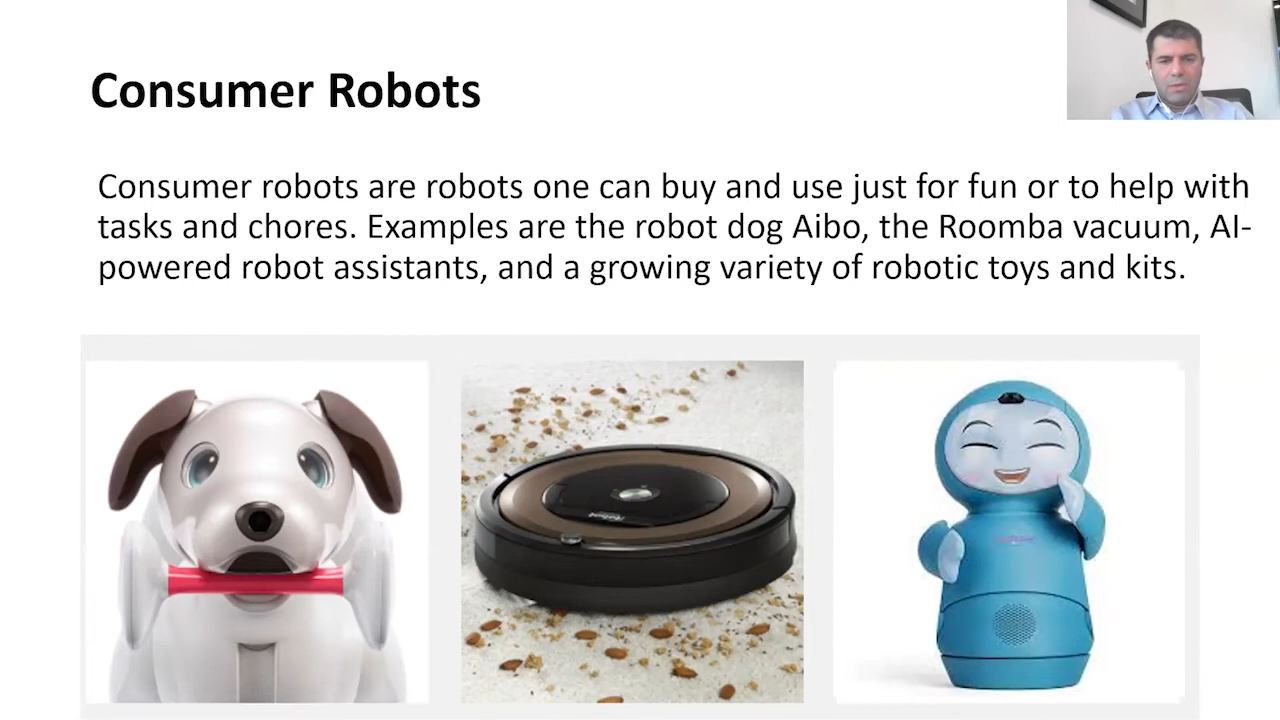 Consumer Robots
Consumer robots are robots one can buy and use just for fun or to help with
tasks and chores. Examples are the robot dog Aibo, the Roomba vacuum, AI-
powered robot assistants, and a growing variety of robotic toys and kits.